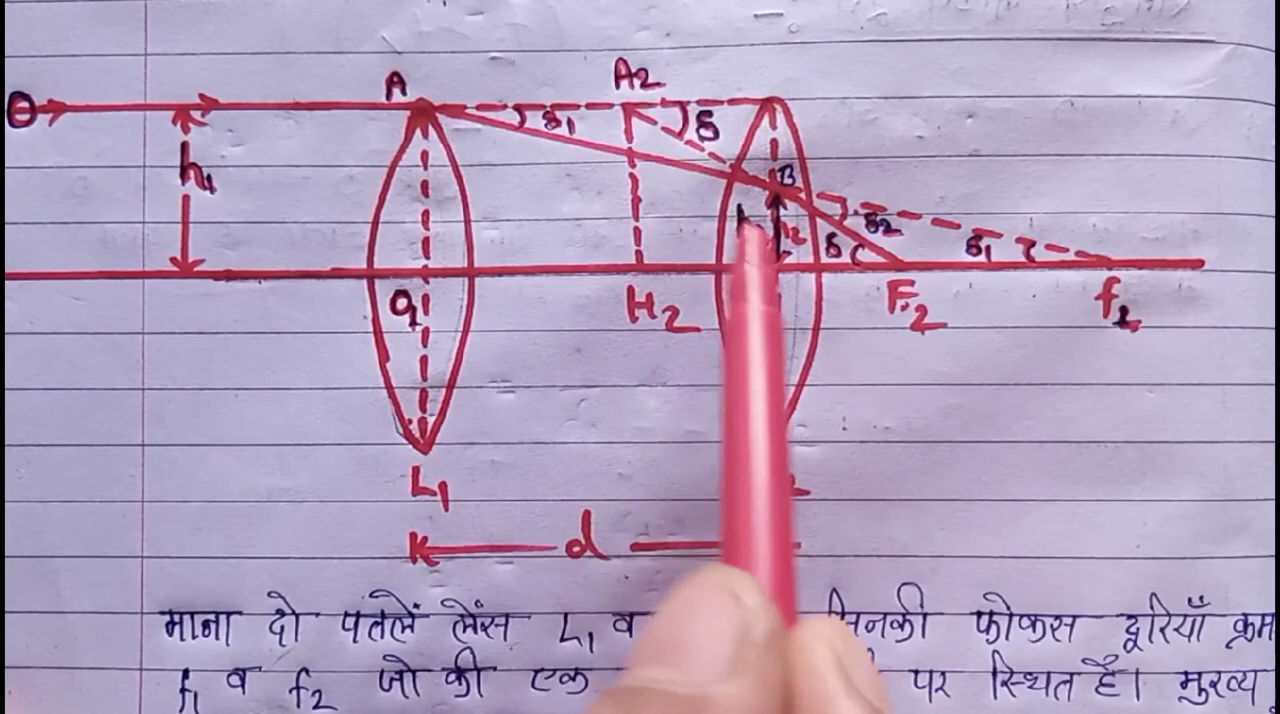 A A2
δ1 δ
h1
B
h2 δ2
δ δ1
H2 F2 f2
O1
L1
d
माना दो पतलें लेंस L1 व जिनकी फोकस दूरियाँ क्रम
f1 व f2 जो की एक पर स्थित है। मुख्य